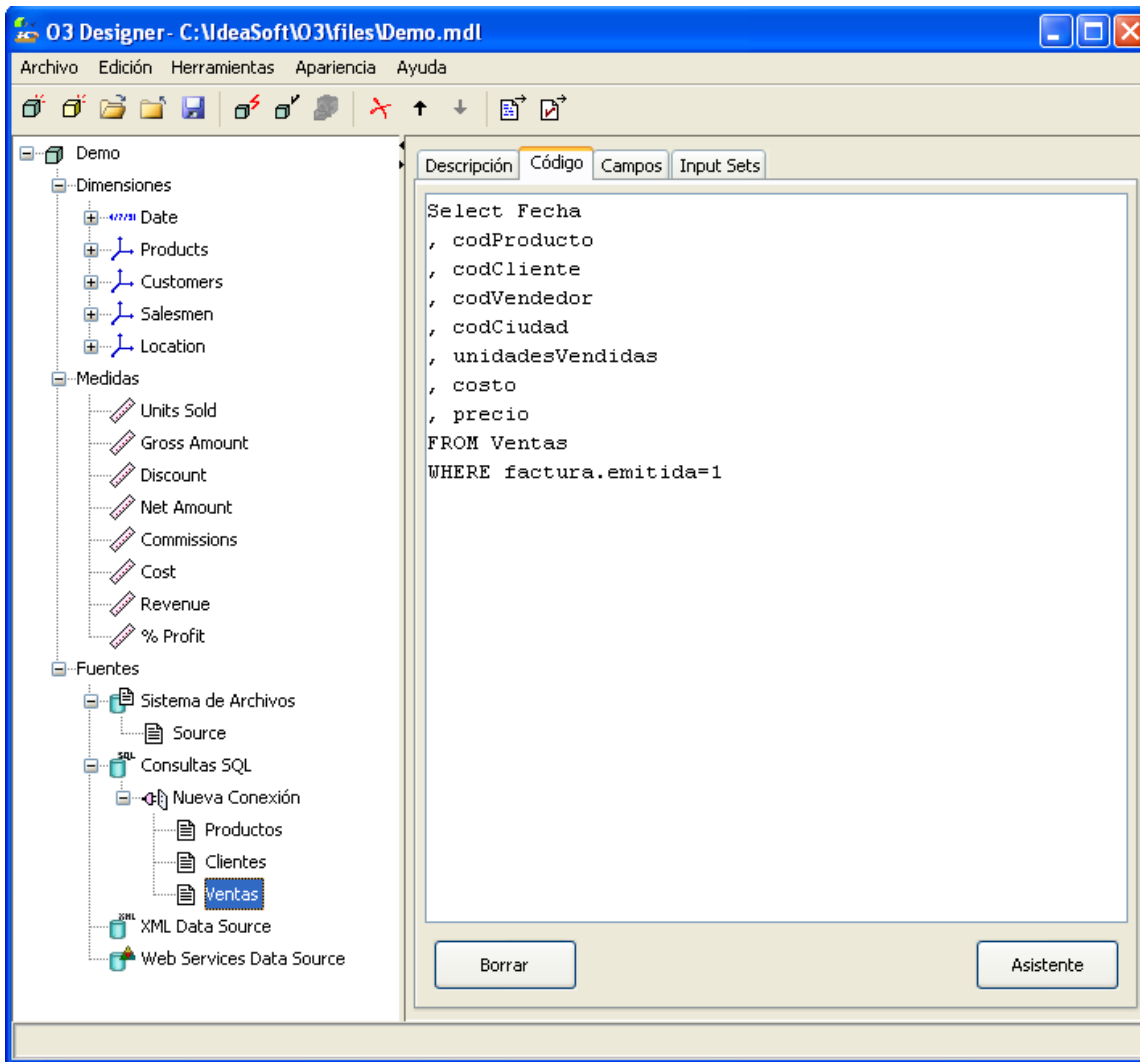 O3 Designer - C:\IdeaSoft\O3\files\Demo.mdl
Archivo Edición Herramientas Apariencia Ayuda
Demo
Dimensiones
Date
Products
Customers
Salesmen
Location
Medidas
Units Sold
Gross Amount
Discount
Net Amount
Commissions
Cost
Revenue
% Profit
Fuentes
Sistema de Archivos
Source
SQL
Consultas SQL
Nueva Conexión
Productos
Clientes
Ventas
XML
XML Data Source
Web Services Data Source
Descripción Código Campos Input Sets
Select Fecha
, codProducto
, codCliente
, codVendedor
, codCiudad
, unidadesVendidas
, costo
, precio
FROM Ventas
WHERE factura.emitida=1
Borrar Asistente